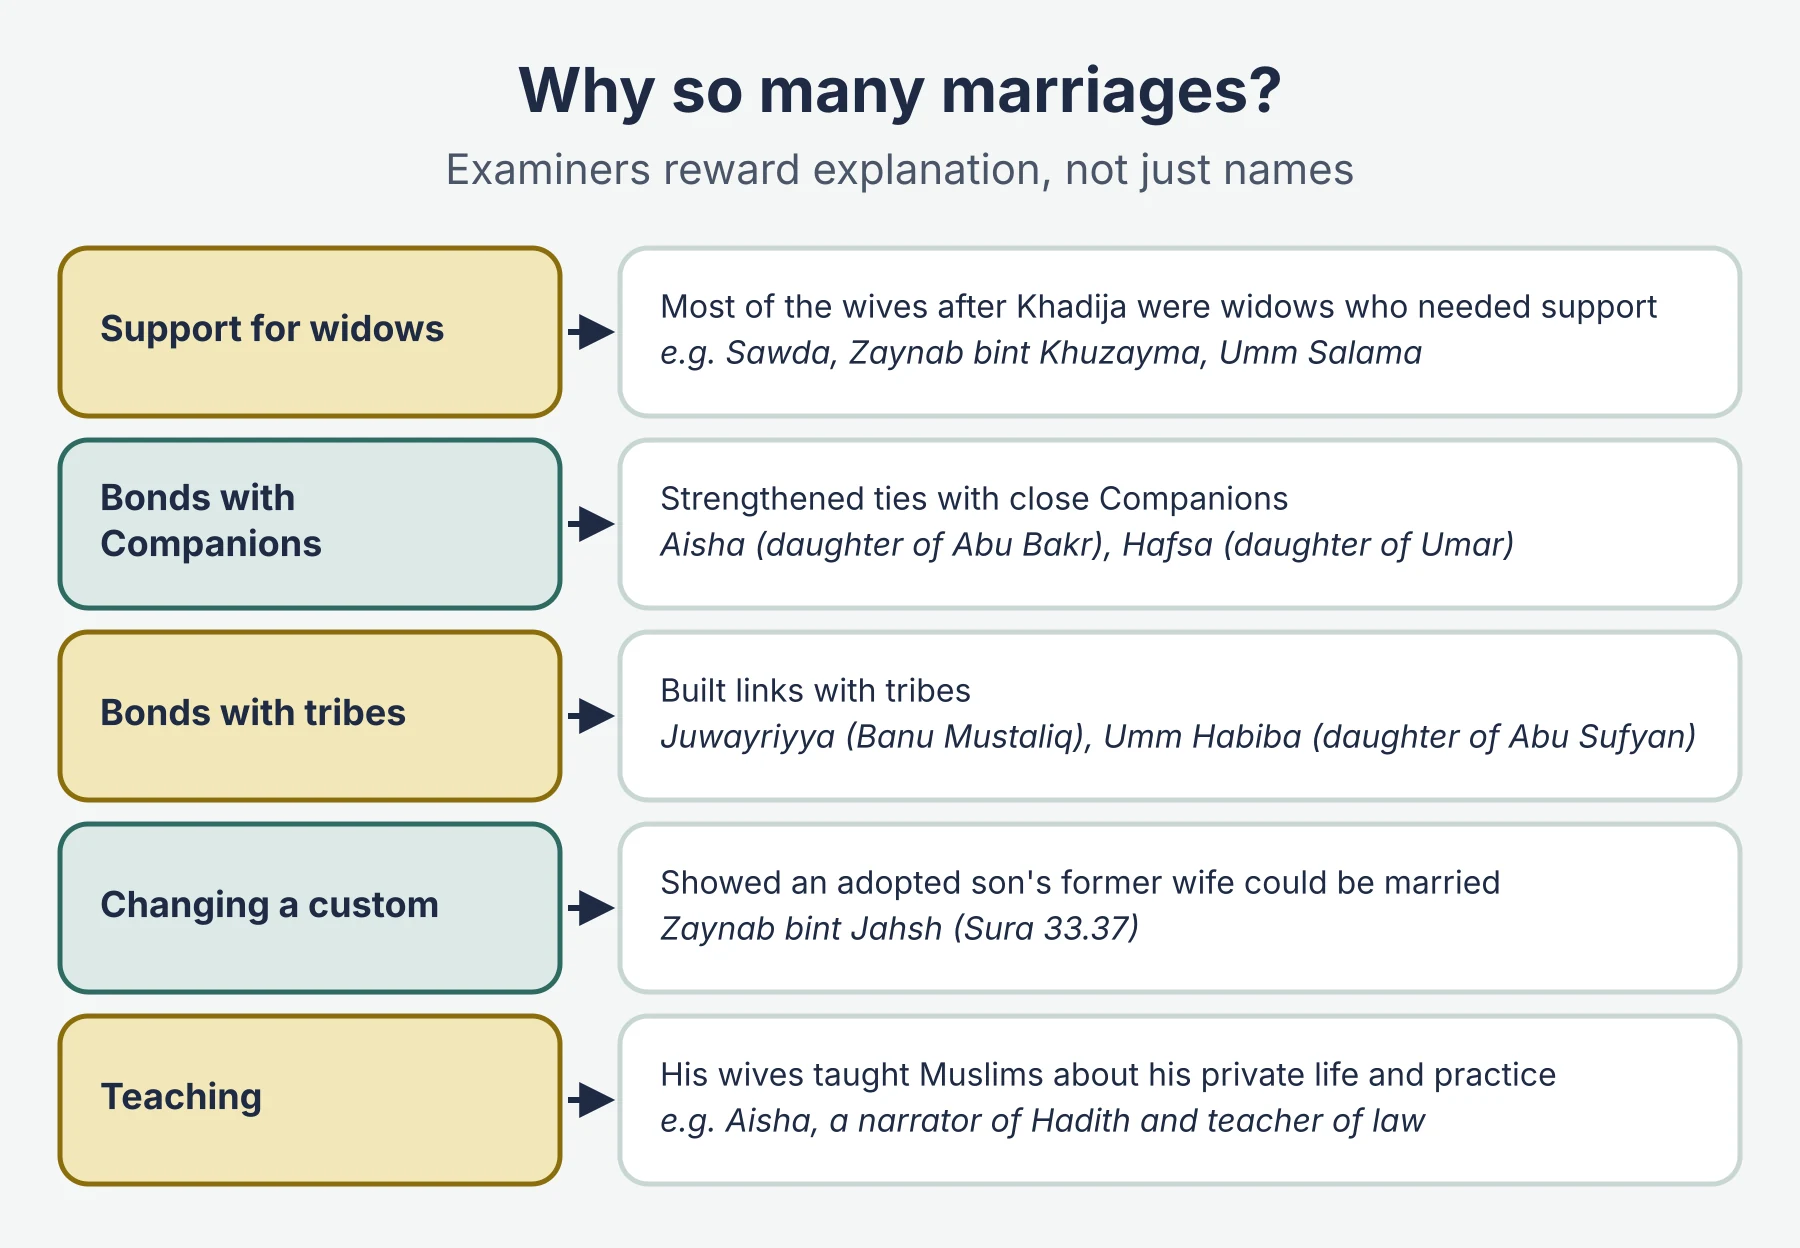 Why so many marriages?
Examiners reward explanation, not just names
Support for widows
Most of the wives after Khadija were widows who needed support
e.g. Sawda, Zaynab bint Khuzayma, Umm Salama
Bonds with
Companions
Strengthened ties with close Companions
Aisha (daughter of Abu Bakr), Hafsa (daughter of Umar)
Bonds with tribes
Built links with tribes
Juwayriyya (Banu Mustaliq), Umm Habiba (daughter of Abu Sufyan)
Changing a custom
Showed an adopted son's former wife could be married
Zaynab bint Jahsh (Sura 33.37)
Teaching
His wives taught Muslims about his private life and practice
e.g. Aisha, a narrator of Hadith and teacher of law